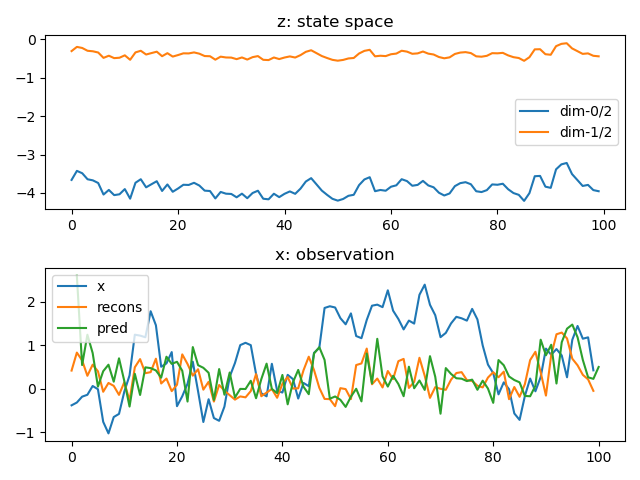 z: state space
0
−1
−2
−3
−4
dim-0/2
dim-1/2
0 20 40 60 80 100
x: observation
2
1
0
−1
x
recons
pred
0 20 40 60 80 100